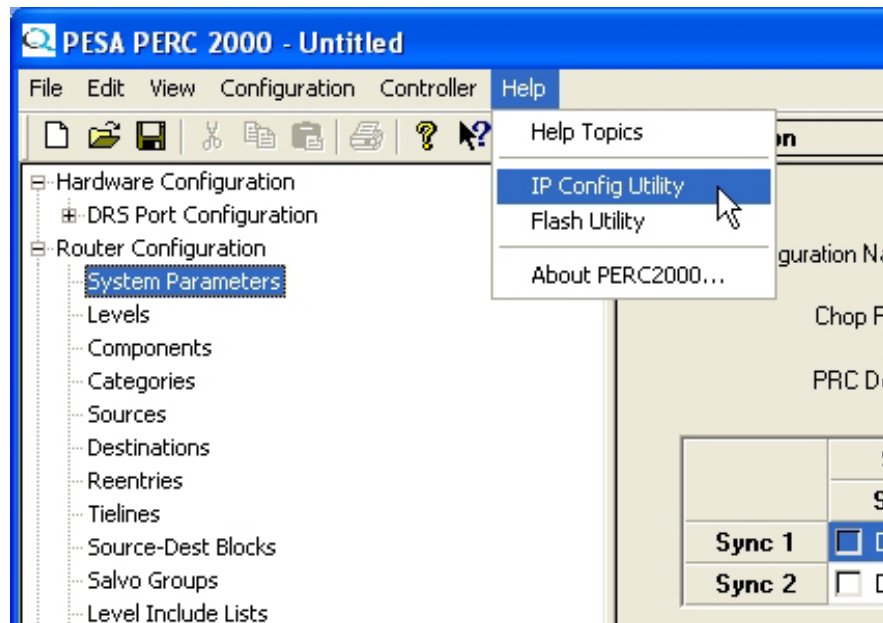 PESA PERC 2000 - Untitled
File Edit View Configuration Controller Help
Help Topics
IP Config Utility
Flash Utility
About PERC2000...
Hardware Configuration
DRS Port Configuration
Router Configuration
System Parameters
Levels
Components
Categories
Sources
Destinations
Reentries
Tielines
Source-Dest Blocks
Salvo Groups
Level Include Lists
Chop
PRC
Sync 1
Sync 2